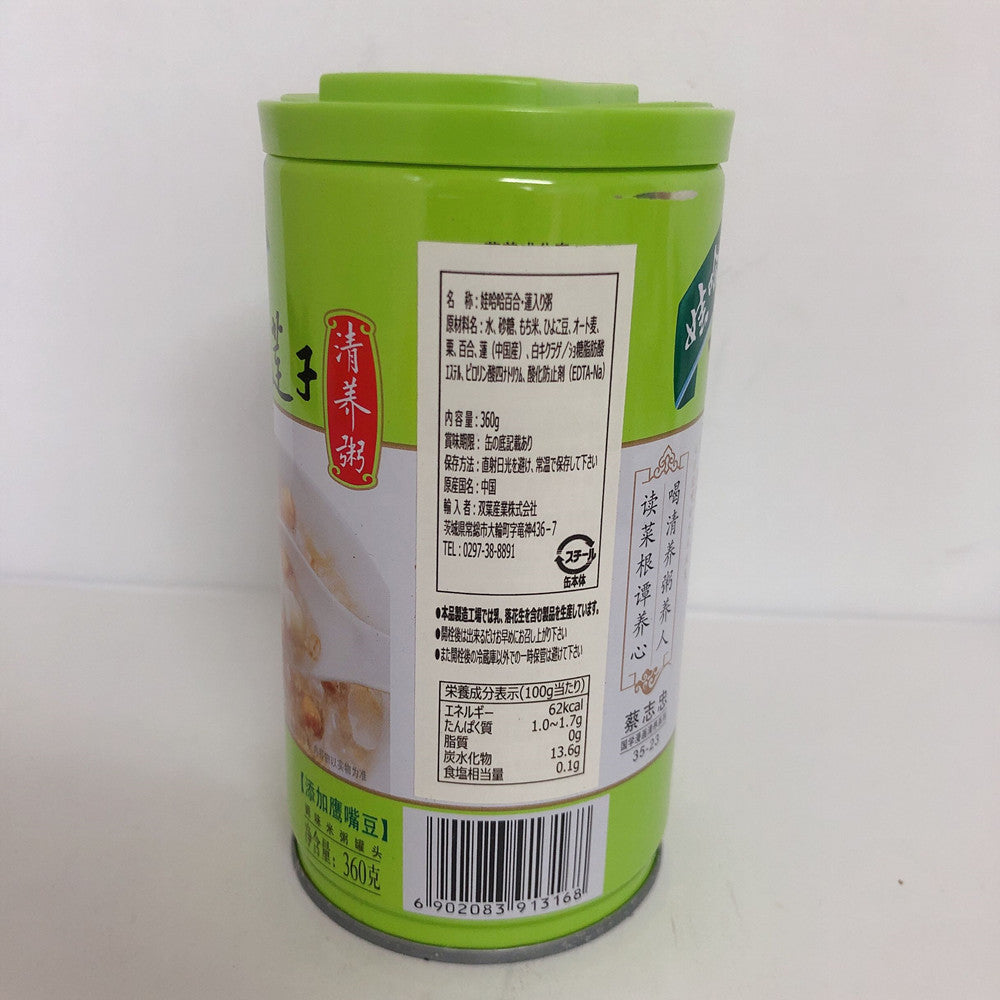 子
清养粥
名　称：娃哈哈百合・蓮入り粥
原材料名：水、砂糖、もち米、ひよこ豆、オート麦、
粟、百合、蓮（中国産）、白キクラゲ／ショ糖脂肪酸
エステル、ピロリン酸四ナトリウム、酸化防止剤（EDTA-Na）
内容量：360g
賞味期限：缶の底記載あり
保存方法：直射日光を避け、常温で保存して下さい
原産国名：中国
輸入者：双葉産業株式会社
茨城県常総市大輪町字竜神436-7
TEL：0297-38-8891
スチール
缶本体
●本品製造工場では乳、落花生を含む製品を生産しています。
●開栓後は出来るだけお早めにお召し上がり下さい
●また開栓後の冷蔵庫以外での一時保管は避けて下さい
栄養成分表示(100g当たり)
エネルギー 62kcal
たんぱく質 1.0~1.7g
脂質 0g
炭水化物 13.6g
食塩相当量 0.1g
喝清养粥养人
读菜根谭养心
蔡志忠
35-23
以实物为准
【添加鹰嘴豆】
味米粥罐头
含量：360克
6 902083 913168